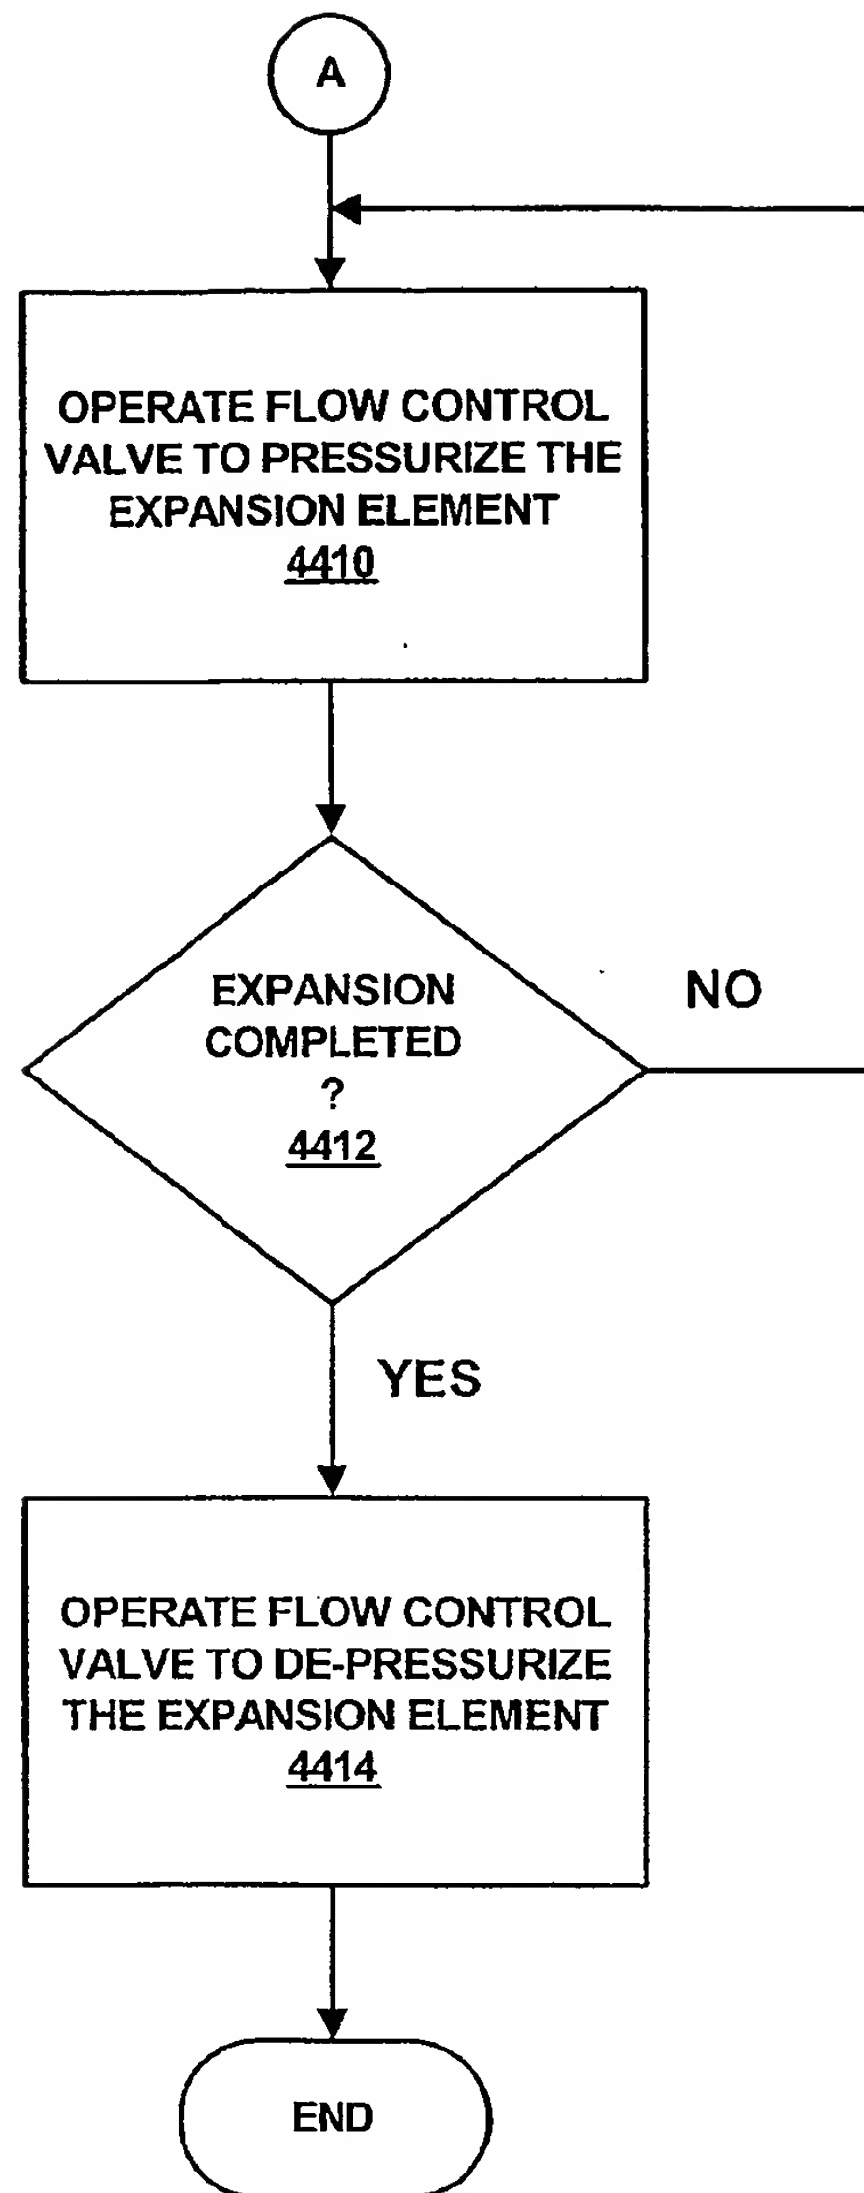 A
OPERATE FLOW CONTROL
VALVE TO PRESSURIZE THE
EXPANSION ELEMENT
4410
EXPANSION
COMPLETED
?
4412
NO
YES
OPERATE FLOW CONTROL
VALVE TO DE-PRESSURIZE
THE EXPANSION ELEMENT
4414
END